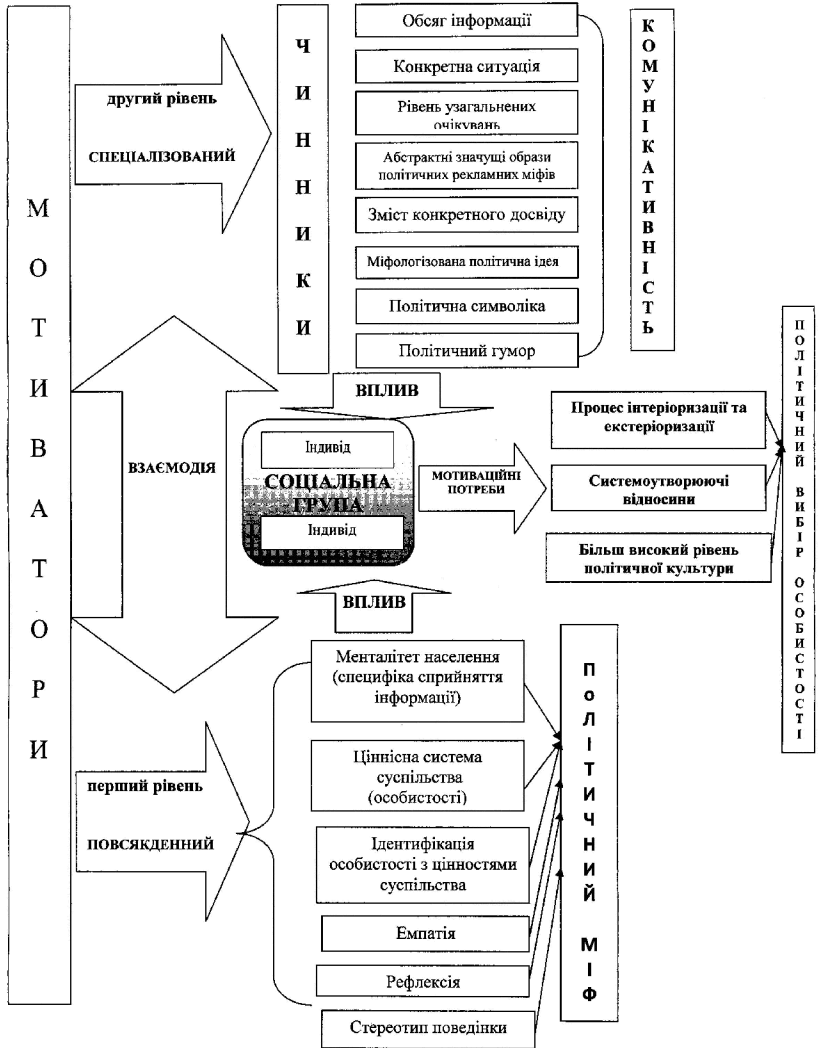 МОТИВАТОРИ
другий рівень
СПЕЦІАЛІЗОВАНИЙ
ЧИННИКИ
Обсяг інформації
Конкретна ситуація
Рівень узагальнених
очікувань
Абстрактні значущі образи
політичних рекламних міфів
Зміст конкретного досвіду
Міфологізована політична ідея
Політична символіка
Політичний гумор
КОМУНІКАТИВНІСТЬ
ВЗАЄМОДІЯ
ВПЛИВ
Індивід
СОЦІАЛЬНА
ГРУПА
Індивід
МОТИВАЦІЙНІ
ПОТРЕБИ
Процес інтеріоризації та
екстеріоризації
Системоутворюючі
відносини
Більш високий рівень
політичної культури
ПОЛІТИЧНИЙ ВИБІР ОСОБИСТОСТІ
ВПЛИВ
перший рівень
ПОВСЯКДЕННИЙ
Менталітет населення
(специфіка сприйняття
інформації)
Ціннісна система
суспільства
(особистості)
Ідентифікація
особистості з цінностями
суспільства
Емпатія
Рефлексія
Стереотип поведінки
ПоЛІТИЧНИЙ МІФ